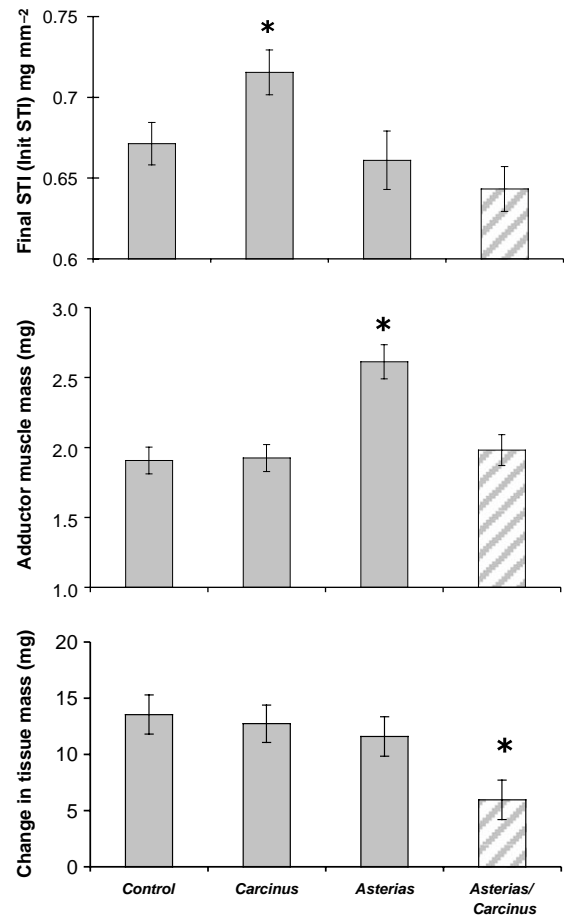 Final STI (Init STI) mg mm⁻²
0.75
0.7
0.65
0.6
*
Adductor muscle mass (mg)
3.0
2.5
2.0
1.5
1.0
*
Change in tissue mass (mg)
20
15
10
5
0
*
Control
Carcinus
Asterias
Asterias/
Carcinus